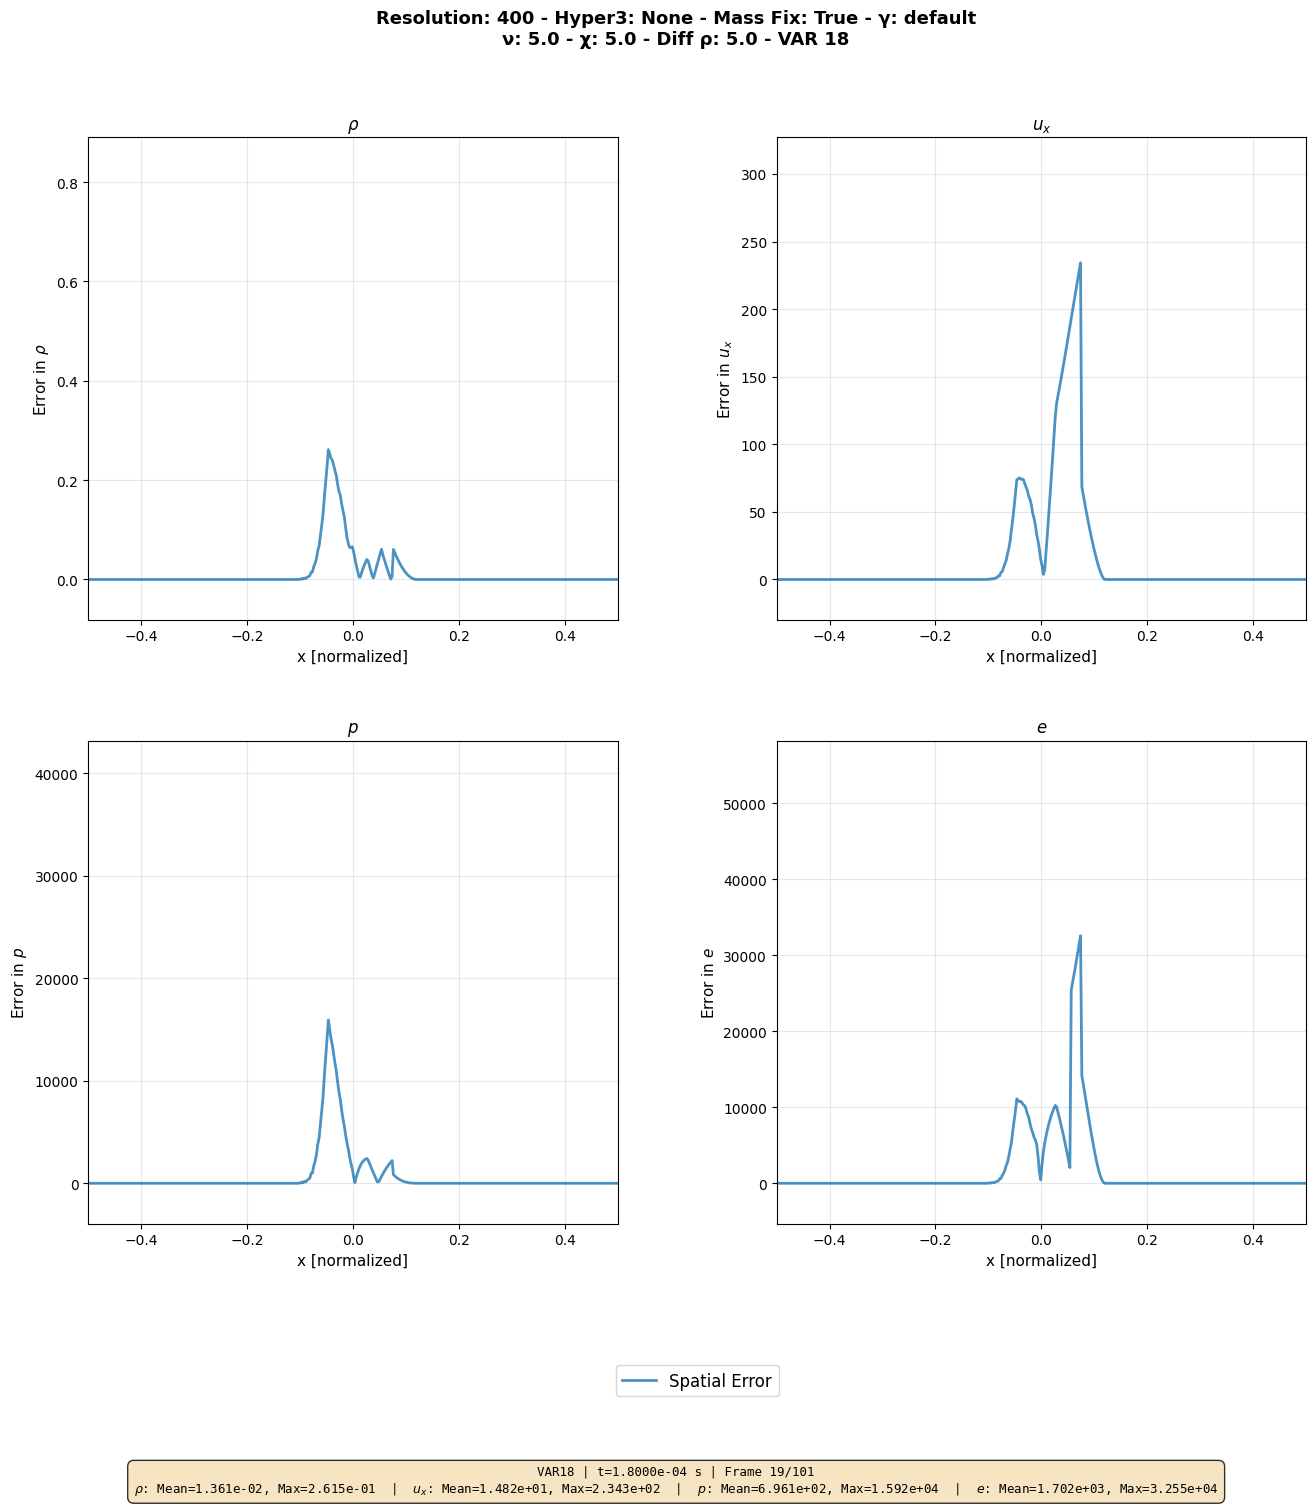 Resolution: 400 - Hyper3: None - Mass Fix: True - γ: default
ν: 5.0 - χ: 5.0 - Diff ρ: 5.0 - VAR 18
ρ
Error in ρ
0.8
0.6
0.4
0.2
0.0
−0.4 −0.2 0.0 0.2 0.4
x [normalized]
u_x
Error in u_x
300
250
200
150
100
50
0
−0.4 −0.2 0.0 0.2 0.4
x [normalized]
p
Error in p
40000
30000
20000
10000
0
−0.4 −0.2 0.0 0.2 0.4
x [normalized]
e
Error in e
50000
40000
30000
20000
10000
0
−0.4 −0.2 0.0 0.2 0.4
x [normalized]
Spatial Error
VAR18 | t=1.8000e-04 s | Frame 19/101
ρ: Mean=1.361e-02, Max=2.615e-01 | u_x: Mean=1.482e+01, Max=2.343e+02 | p: Mean=6.961e+02, Max=1.592e+04 | e: Mean=1.702e+03, Max=3.255e+04